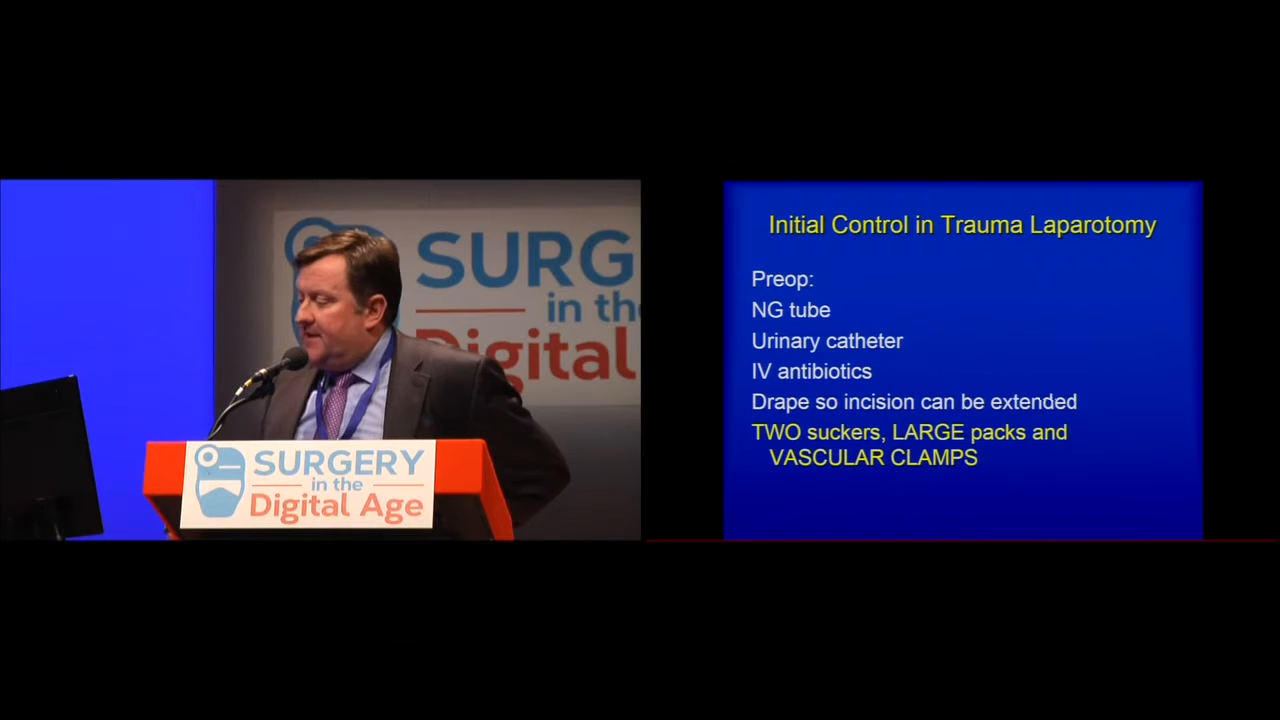 SURG
in the
Digital
SURGERY
in the
Digital Age
Initial Control in Trauma Laparotomy
Preop:
NG tube
Urinary catheter
IV antibiotics
Drape so incision can be extended
TWO suckers, LARGE packs and
VASCULAR CLAMPS